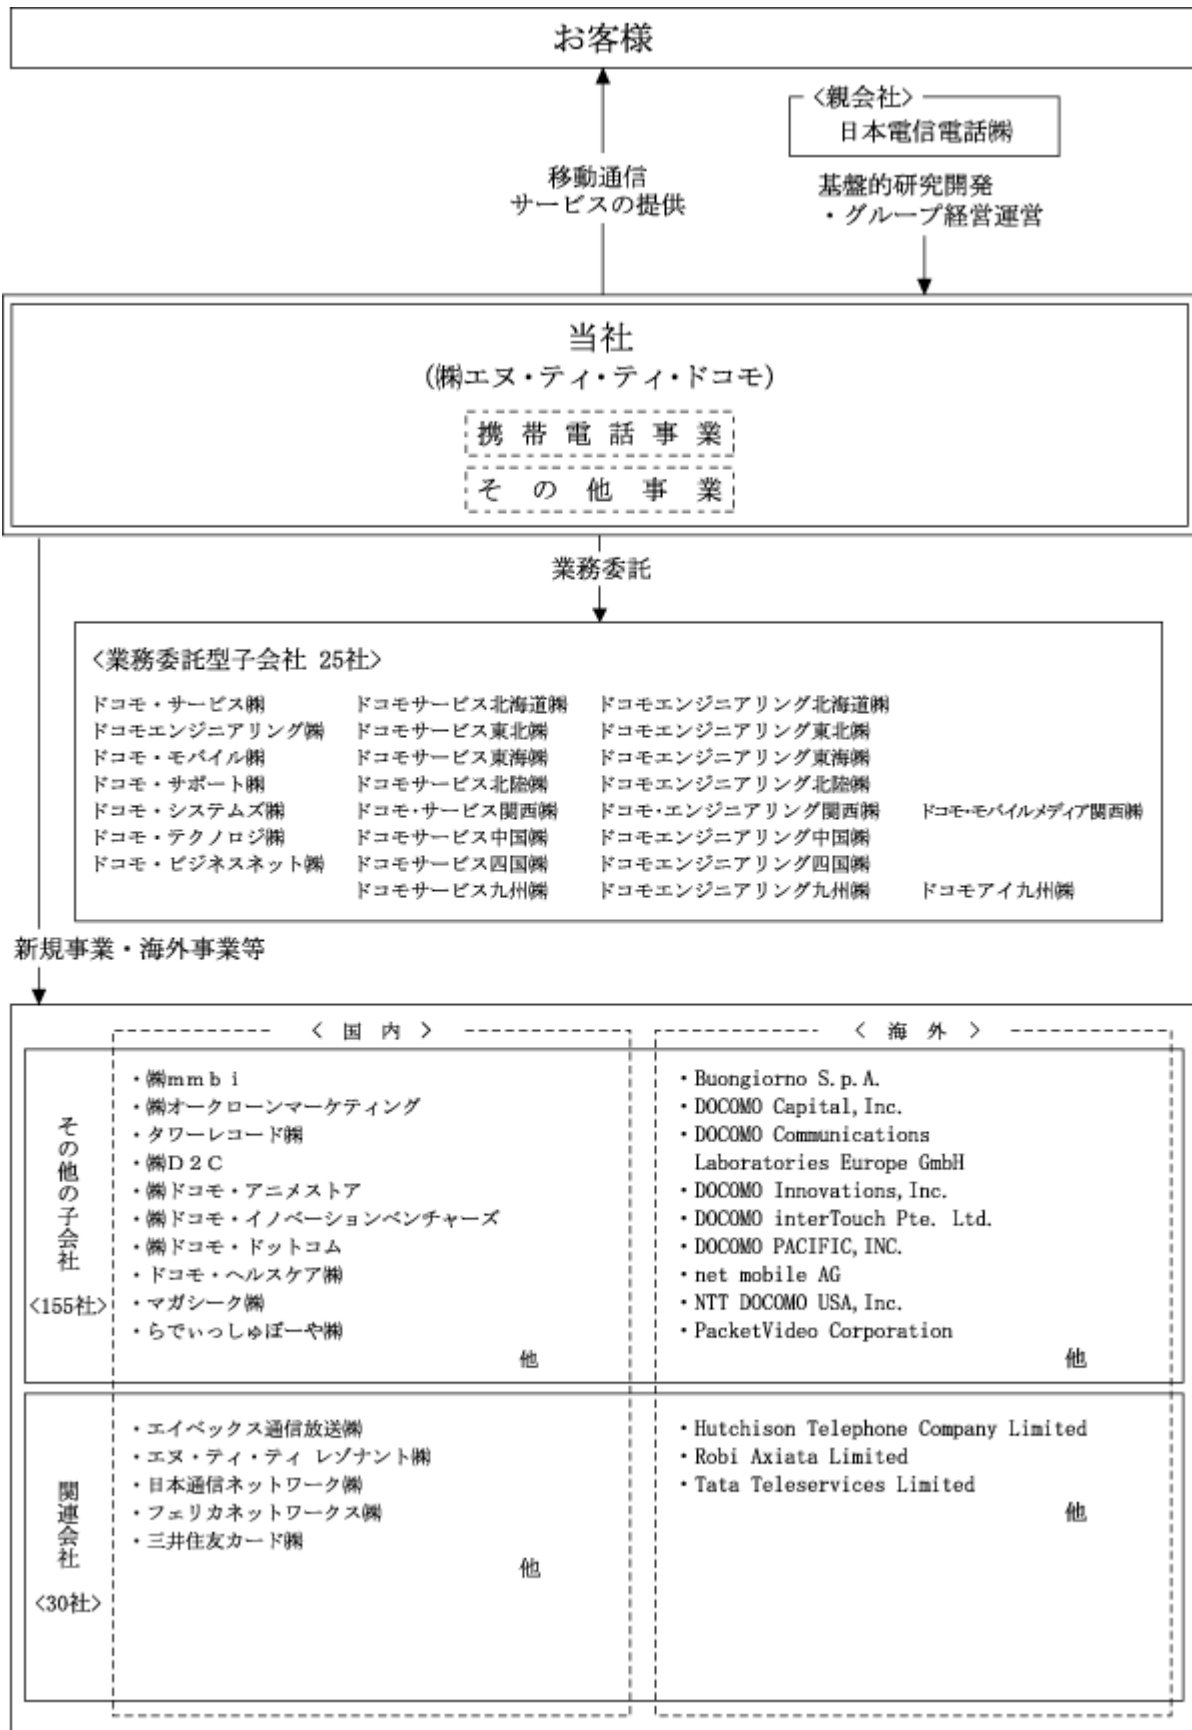 お客様
<親会社>
日本電信電話㈱
移動通信
サービスの提供
基盤的研究開発
・グループ経営運営
当社
(㈱エヌ・ティ・ティ・ドコモ)
携帯電話事業
その他事業
業務委託
<業務委託型子会社 25社>
ドコモ・サービス㈱ ドコモサービス北海道㈱ ドコモエンジニアリング北海道㈱
ドコモエンジニアリング㈱ ドコモサービス東北㈱ ドコモエンジニアリング東北㈱
ドコモ・モバイル㈱ ドコモサービス東海㈱ ドコモエンジニアリング東海㈱
ドコモ・サポート㈱ ドコモサービス北陸㈱ ドコモエンジニアリング北陸㈱
ドコモ・システムズ㈱ ドコモ・サービス関西㈱ ドコモ・エンジニアリング関西㈱ ドコモ・モバイルメディア関西㈱
ドコモ・テクノロジ㈱ ドコモサービス中国㈱ ドコモエンジニアリング中国㈱
ドコモ・ビジネスネット㈱ ドコモサービス四国㈱ ドコモエンジニアリング四国㈱
ドコモサービス九州㈱ ドコモエンジニアリング九州㈱ ドコモアイ九州㈱
新規事業・海外事業等
<国内>
<海外>
その他の子会社
<155社>
・㈱ｍｍｂｉ
・㈱オークローンマーケティング
・タワーレコード㈱
・㈱Ｄ２Ｃ
・㈱ドコモ・アニメストア
・㈱ドコモ・イノベーションベンチャーズ
・㈱ドコモ・ドットコム
・ドコモ・ヘルスケア㈱
・マガシーク㈱
・らでぃっしゅぼーや㈱
他
・Buongiorno S.p.A.
・DOCOMO Capital,Inc.
・DOCOMO Communications
Laboratories Europe GmbH
・DOCOMO Innovations,Inc.
・DOCOMO interTouch Pte. Ltd.
・DOCOMO PACIFIC,INC.
・net mobile AG
・NTT DOCOMO USA,Inc.
・PacketVideo Corporation
他
関連会社
<30社>
・エイベックス通信放送㈱
・エヌ・ティ・ティ レゾナント㈱
・日本通信ネットワーク㈱
・フェリカネットワークス㈱
・三井住友カード㈱
他
・Hutchison Telephone Company Limited
・Robi Axiata Limited
・Tata Teleservices Limited
他